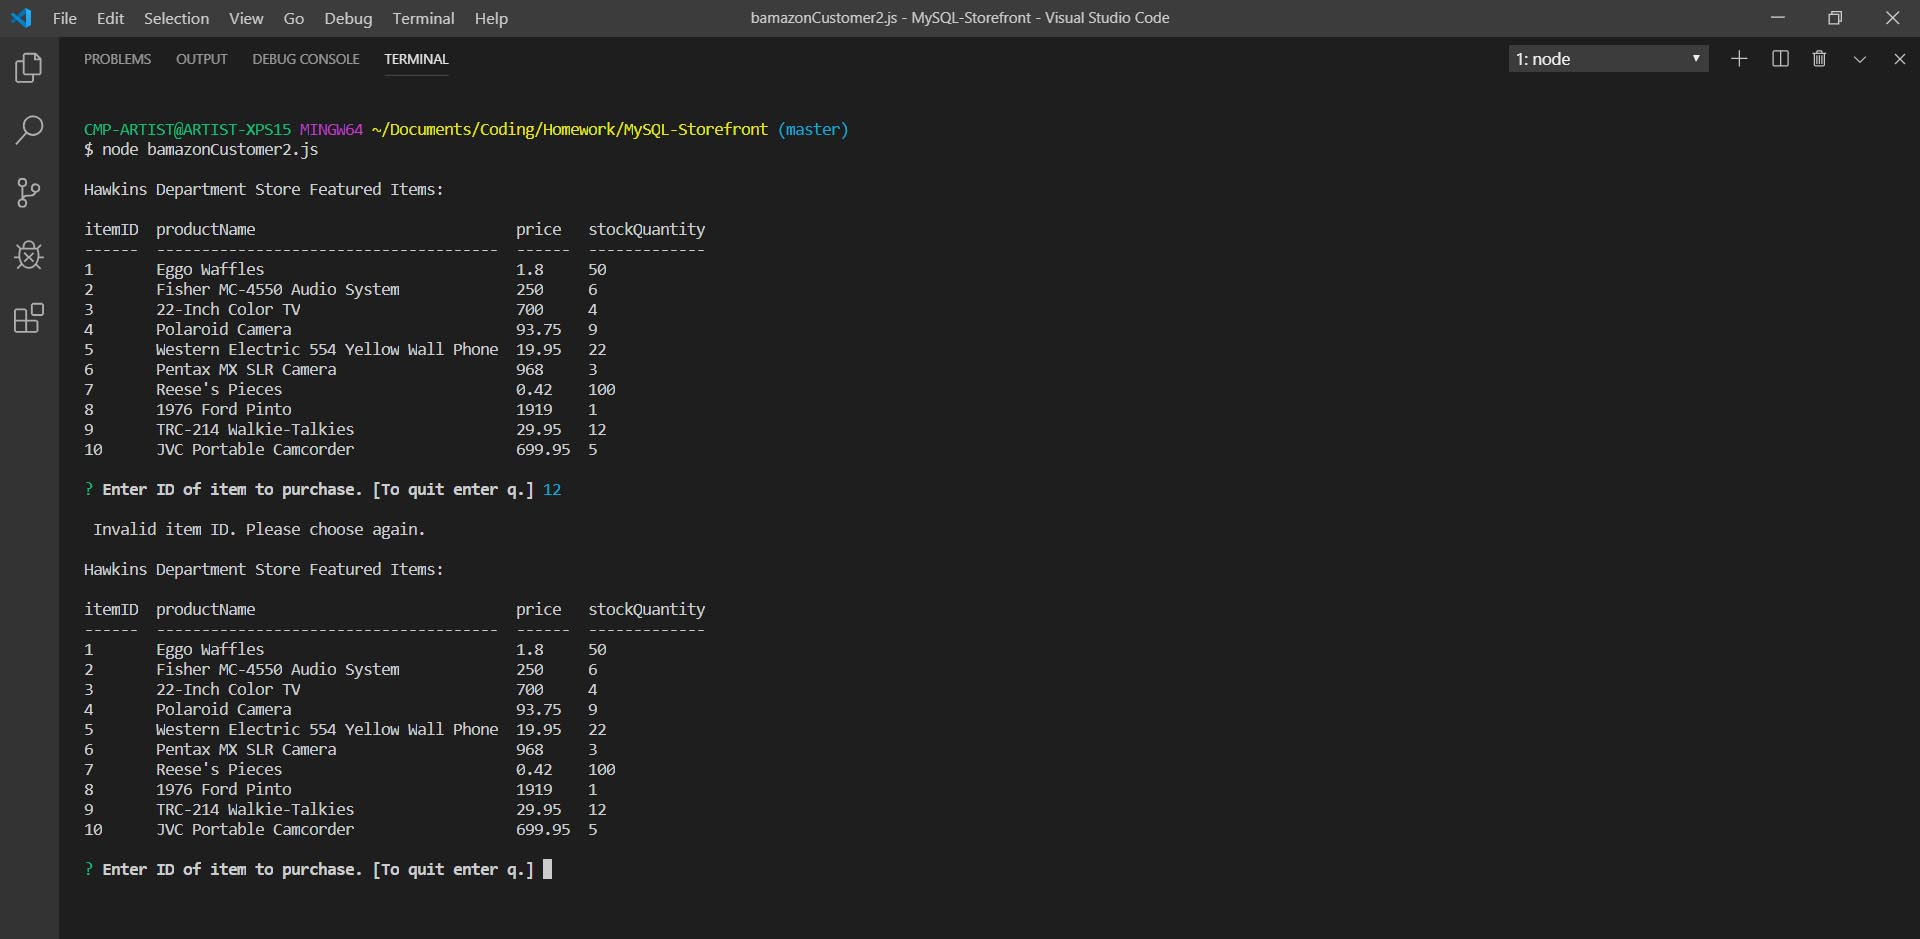 File Edit Selection View Go Debug Terminal Help
bamazonCustomer2.js - MySQL-Storefront - Visual Studio Code
PROBLEMS OUTPUT DEBUG CONSOLE TERMINAL
1: node
CMP-ARTIST@ARTIST-XPS15 MINGW64 ~/Documents/Coding/Homework/MySQL-Storefront (master)
$ node bamazonCustomer2.js
Hawkins Department Store Featured Items:
itemID  productName                             price   stockQuantity
------  --------------------------------------  ------  -------------
1       Eggo Waffles                            1.8     50
2       Fisher MC-4550 Audio System             250     6
3       22-Inch Color TV                        700     4
4       Polaroid Camera                         93.75   9
5       Western Electric 554 Yellow Wall Phone  19.95   22
6       Pentax MX SLR Camera                    968     3
7       Reese's Pieces                          0.42    100
8       1976 Ford Pinto                         1919    1
9       TRC-214 Walkie-Talkies                  29.95   12
10      JVC Portable Camcorder                  699.95  5
? Enter ID of item to purchase. [To quit enter q.] 12
Invalid item ID. Please choose again.
Hawkins Department Store Featured Items:
itemID  productName                             price   stockQuantity
------  --------------------------------------  ------  -------------
1       Eggo Waffles                            1.8     50
2       Fisher MC-4550 Audio System             250     6
3       22-Inch Color TV                        700     4
4       Polaroid Camera                         93.75   9
5       Western Electric 554 Yellow Wall Phone  19.95   22
6       Pentax MX SLR Camera                    968     3
7       Reese's Pieces                          0.42    100
8       1976 Ford Pinto                         1919    1
9       TRC-214 Walkie-Talkies                  29.95   12
10      JVC Portable Camcorder                  699.95  5
? Enter ID of item to purchase. [To quit enter q.]